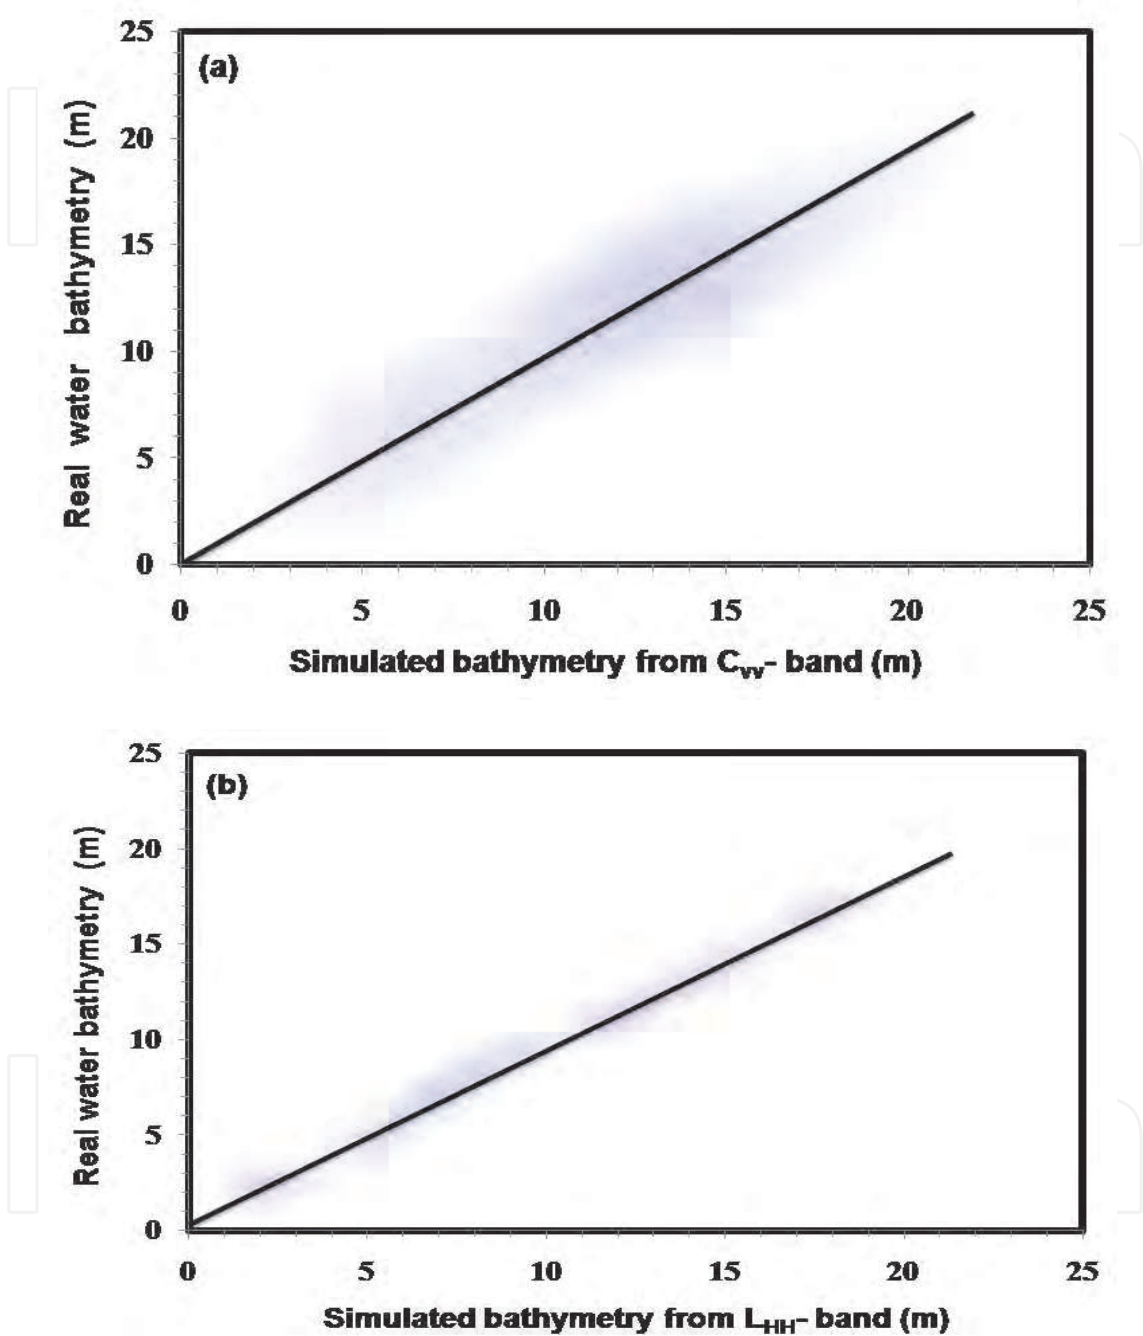 25
(a)
20
15
10
5
0
Real water bathymetry (m)
0 5 10 15 20 25
Simulated bathymetry from Cvv- band (m)
25
(b)
20
15
10
5
0
Real water bathymetry (m)
0 5 10 15 20 25
Simulated bathymetry from LHH- band (m)